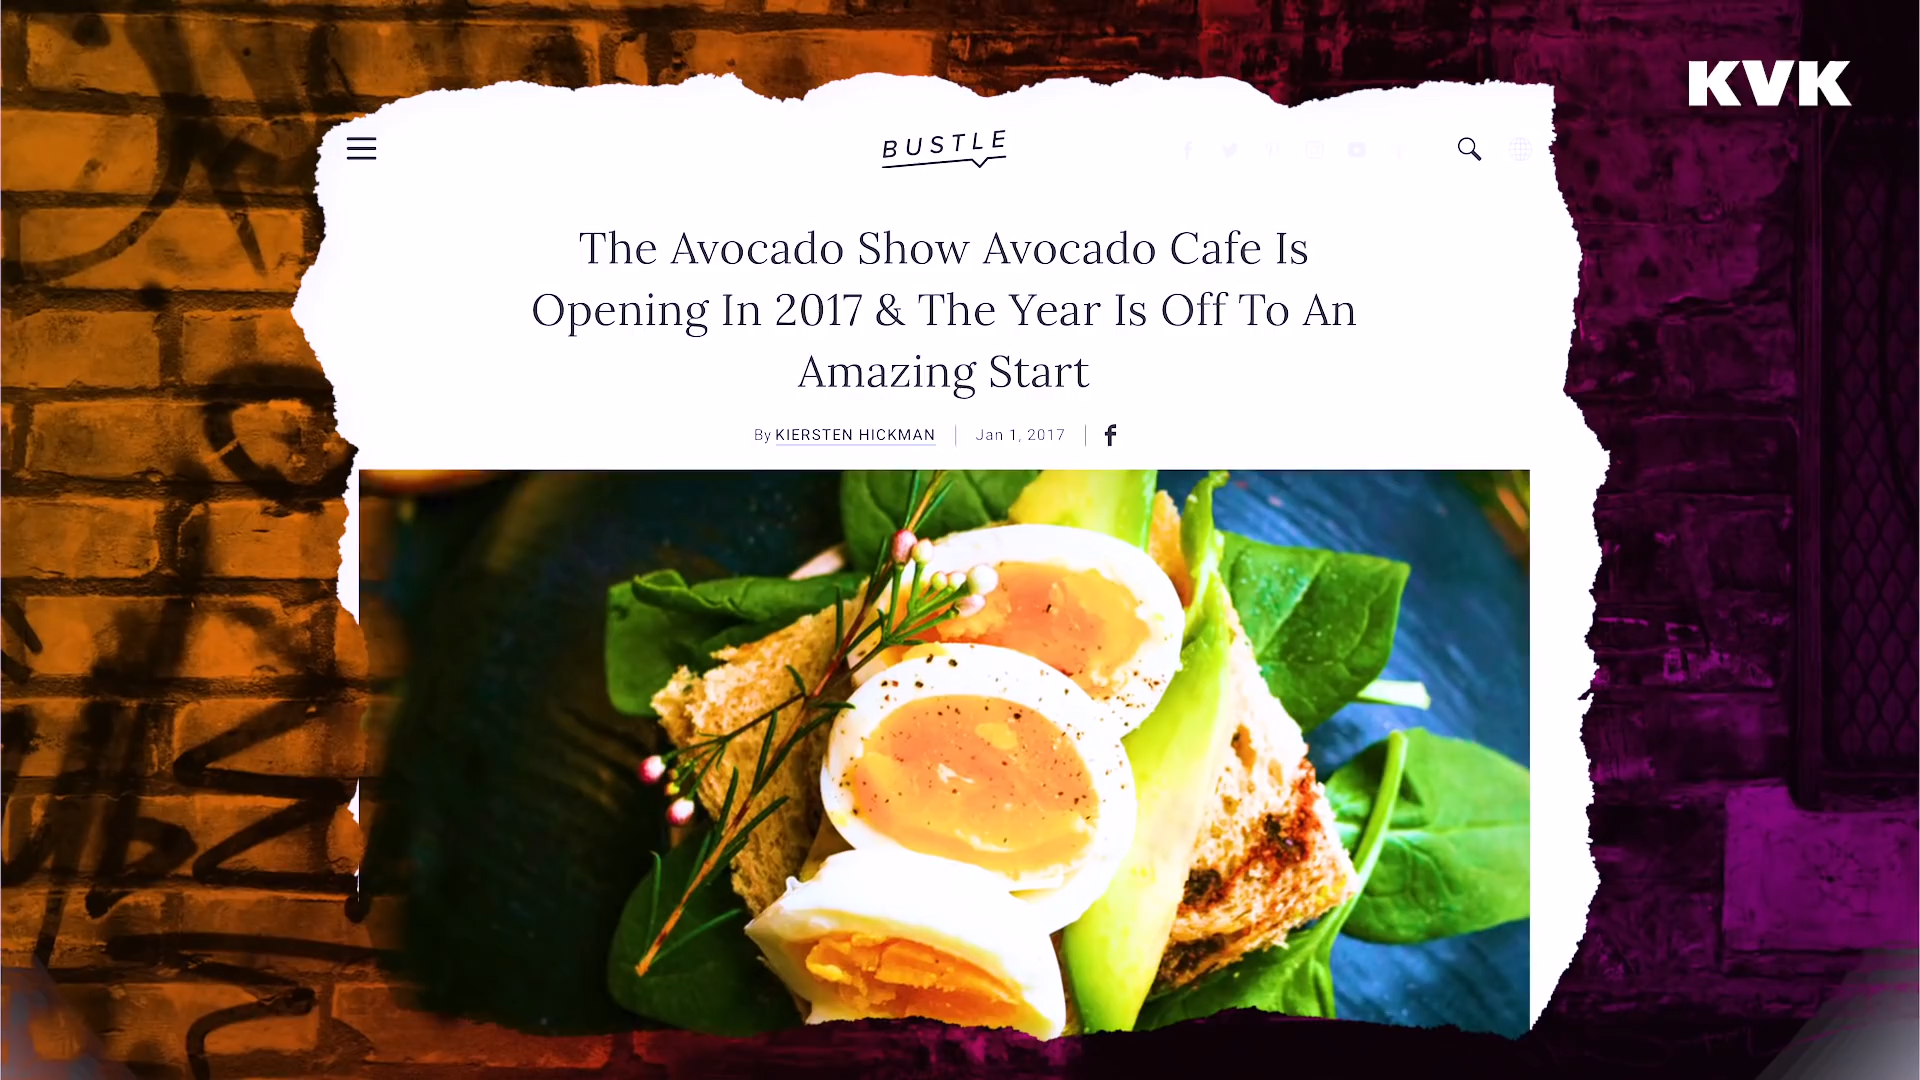 KVK
BUSTLE
The Avocado Show Avocado Cafe Is
Opening In 2017 & The Year Is Off To An
Amazing Start
By KIERSTEN HICKMAN | Jan 1, 2017